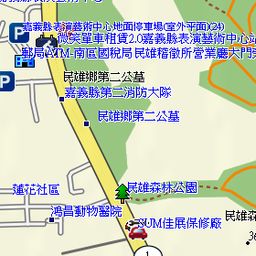 嘉義縣表演藝術中心地面停車場(室外平面)(24)
微笑單車租賃2.0嘉義縣表演藝術中心站
郵局ATM-南區國稅局民雄稽徵所營業廳大門旁
民雄鄉第二公墓
嘉義縣第二消防大隊
民雄鄉第二公墓
蓮花社區
民雄森林公園
鴻昌動物醫院
民雄森
SUM佳展保修廠
1